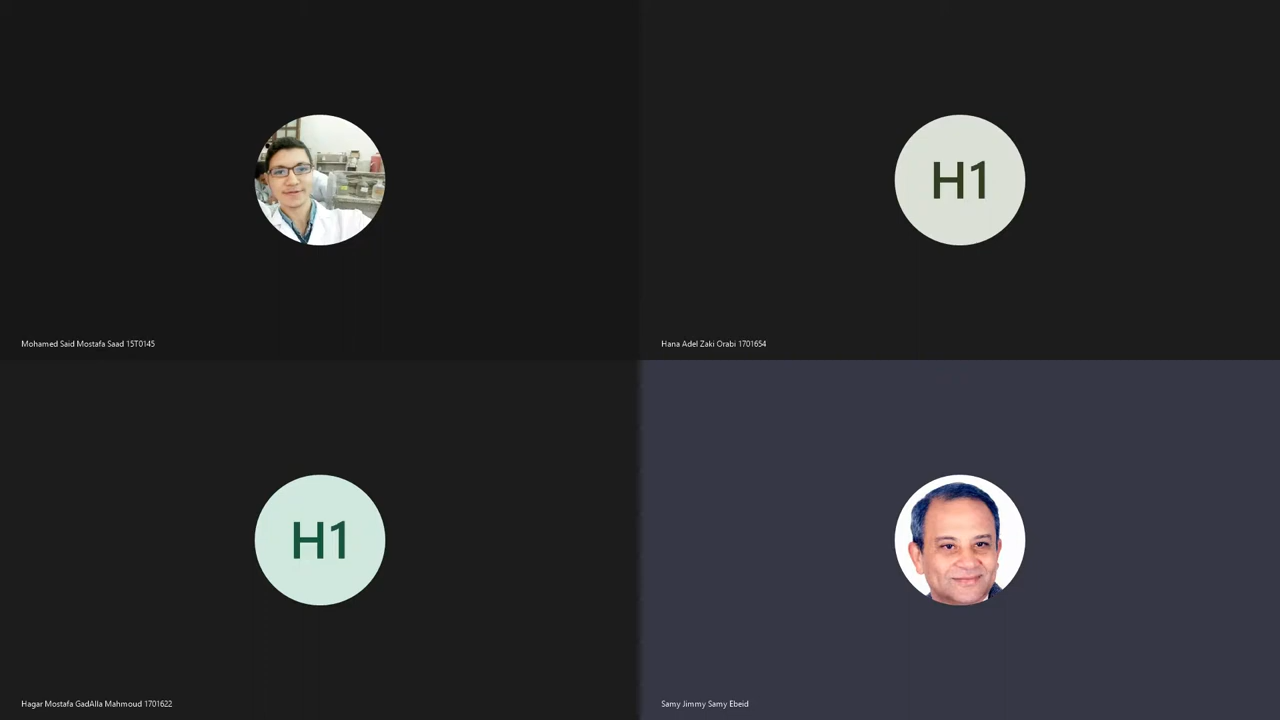 H1
Mohamed Said Mostafa Saad 15T0145
Hana Adel Zaki Orabi 1701654
H1
Hagar Mostafa GadAlla Mahmoud 1701622
Samy Jimmy Samy Ebeid